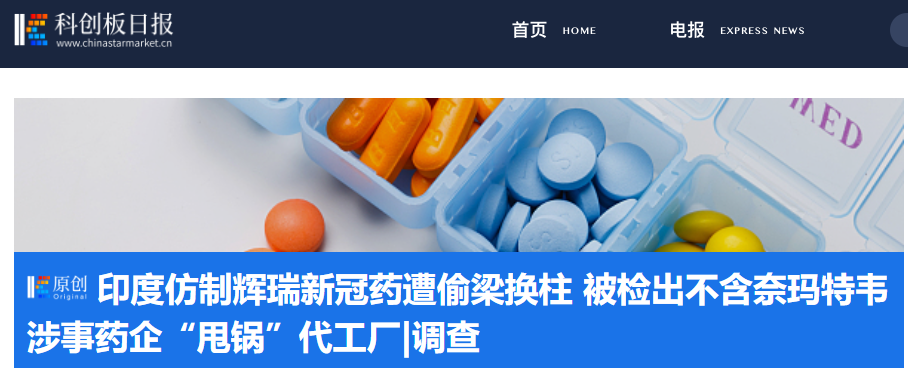 科创板日报
www.chinastarmarket.cn
首页 HOME
电报 EXPRESS NEWS
MED
原创 Original 印度仿制辉瑞新冠药遭偷梁换柱 被检出不含奈玛特韦
涉事药企“甩锅”代工厂|调查